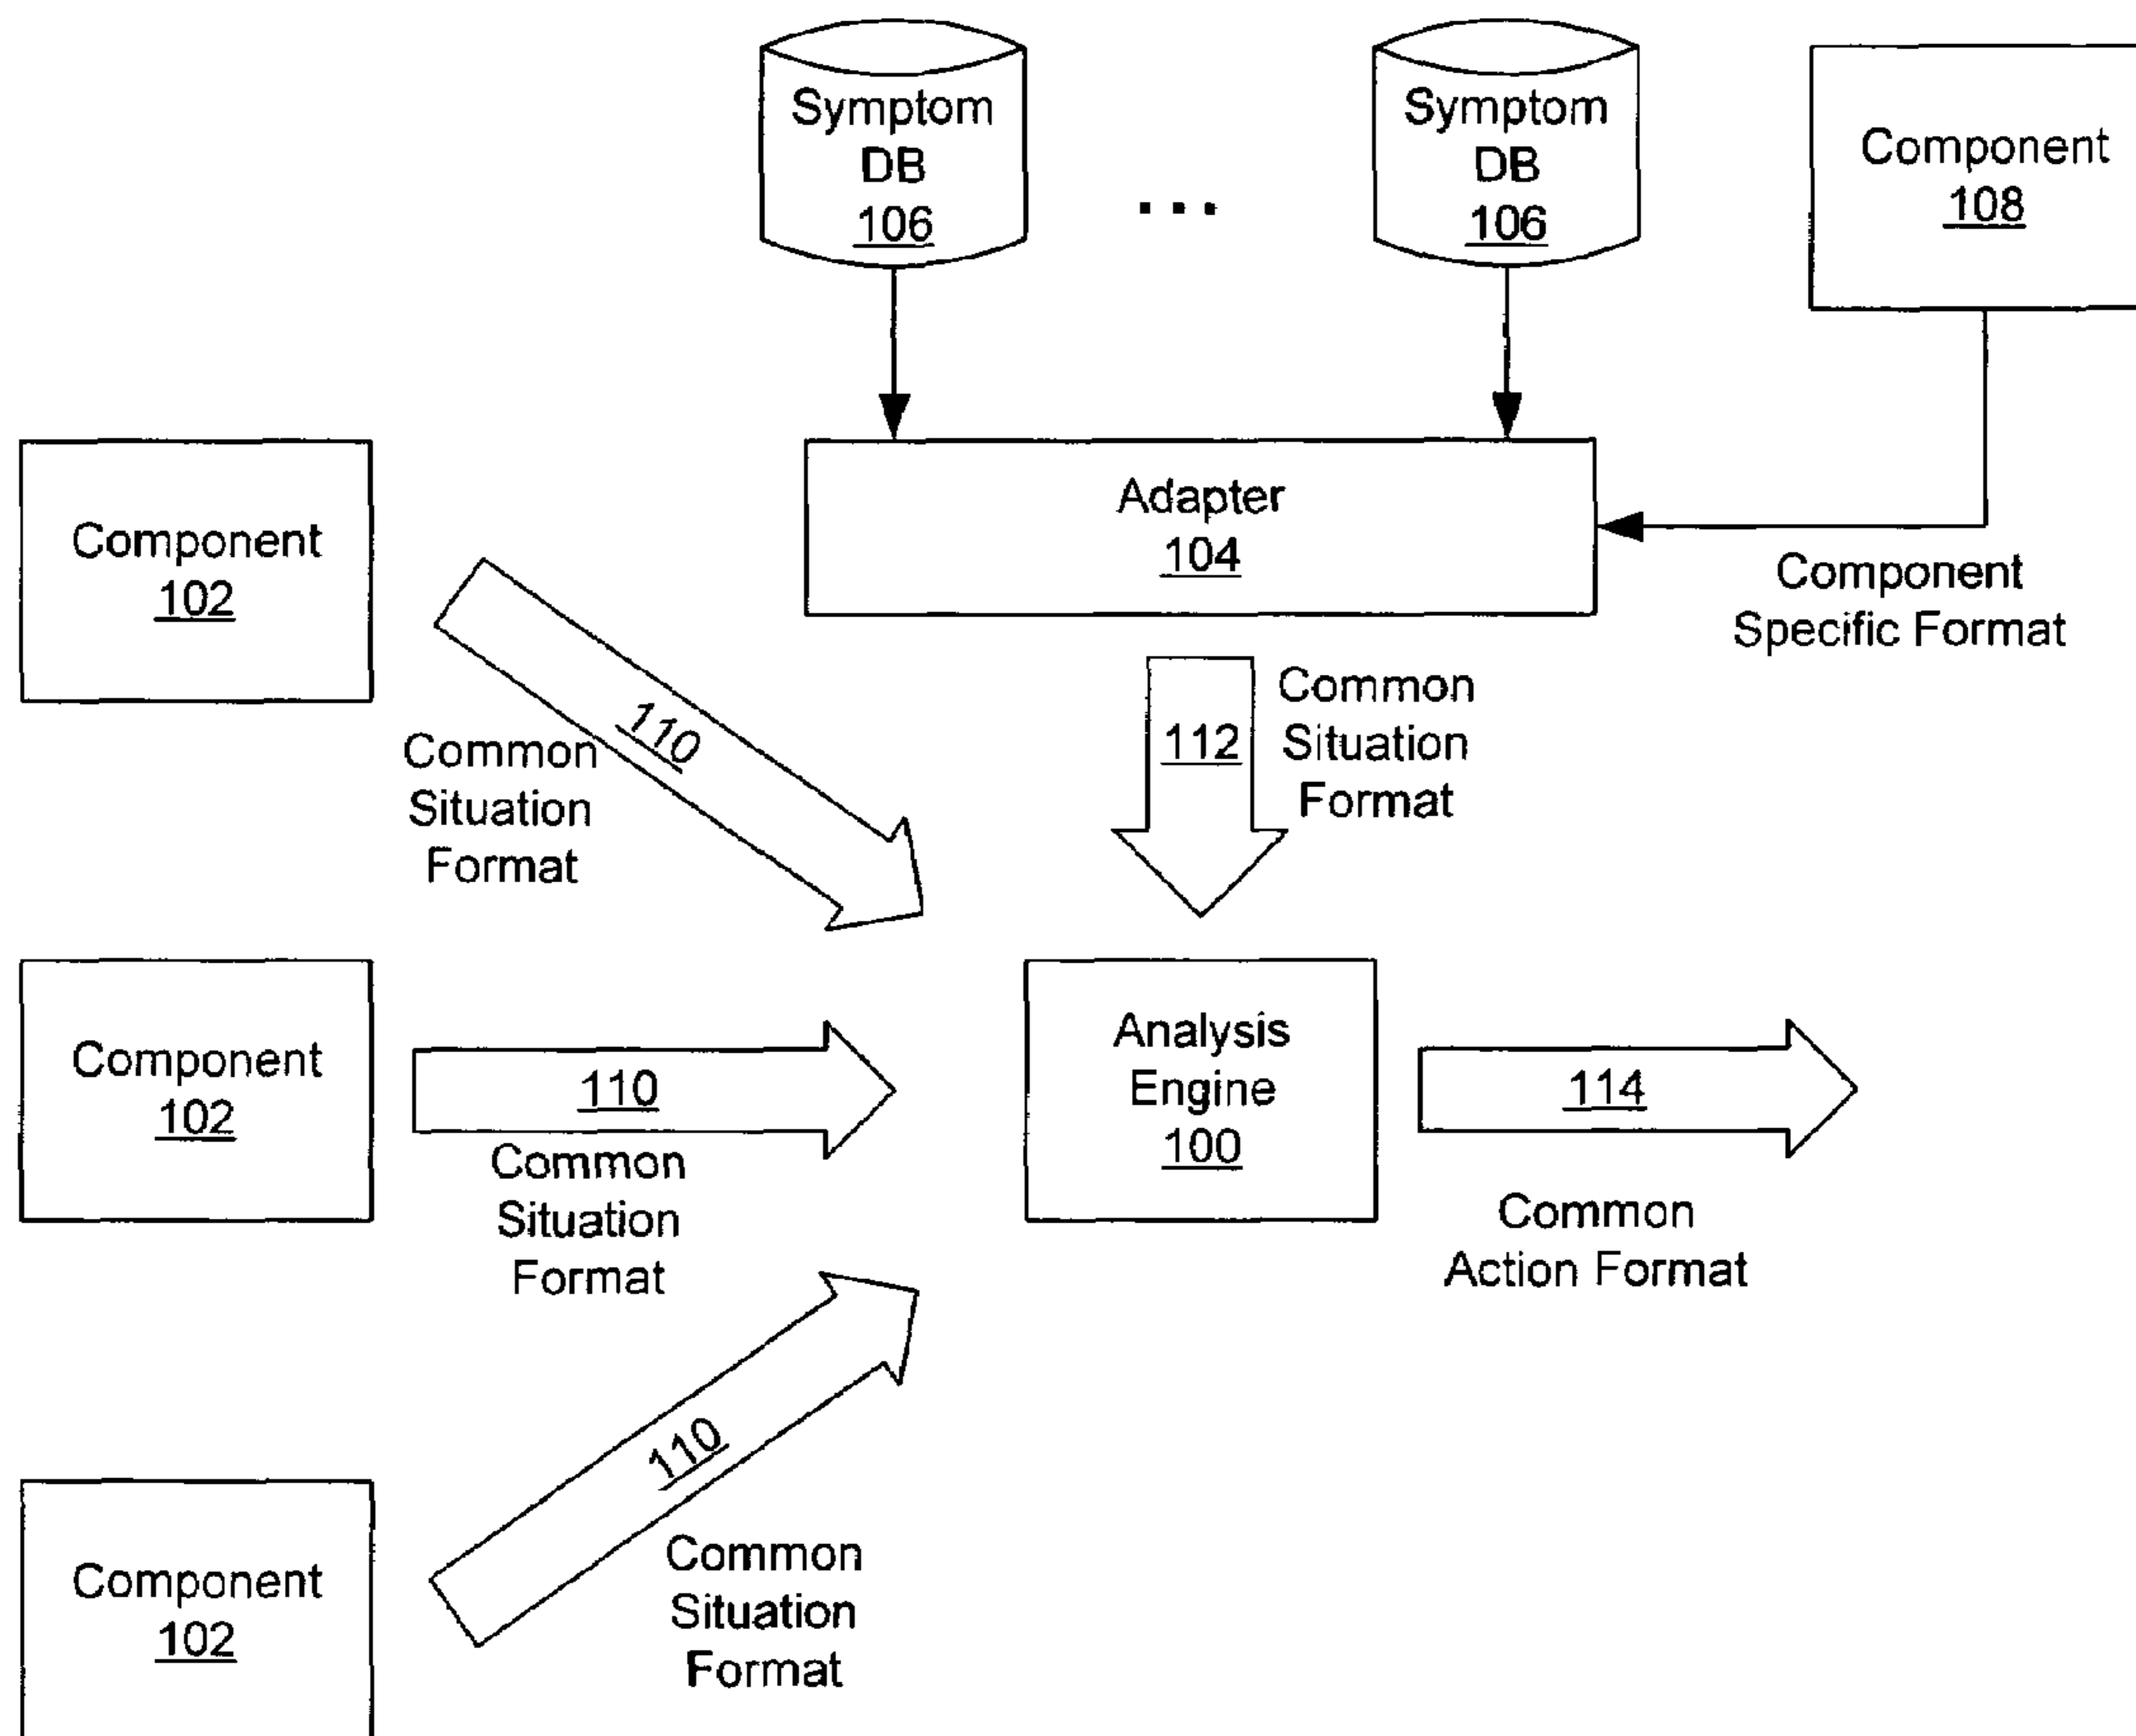 Symptom
DB
106
...
Symptom
DB
106
Component
108
Adapter
104
Component
Specific Format
Component
102
110
Common
Situation
Format
112
Common
Situation
Format
Component
102
110
Common
Situation
Format
Analysis
Engine
100
114
Common
Action Format
110
Common
Situation
Format
Component
102